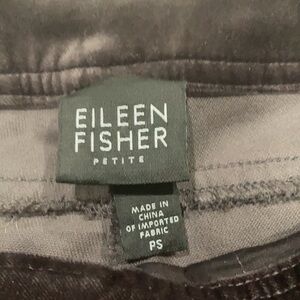 EILEEN
FISHER
PETITE
MADE IN
CHINA
OF IMPORTED
FABRIC
PS